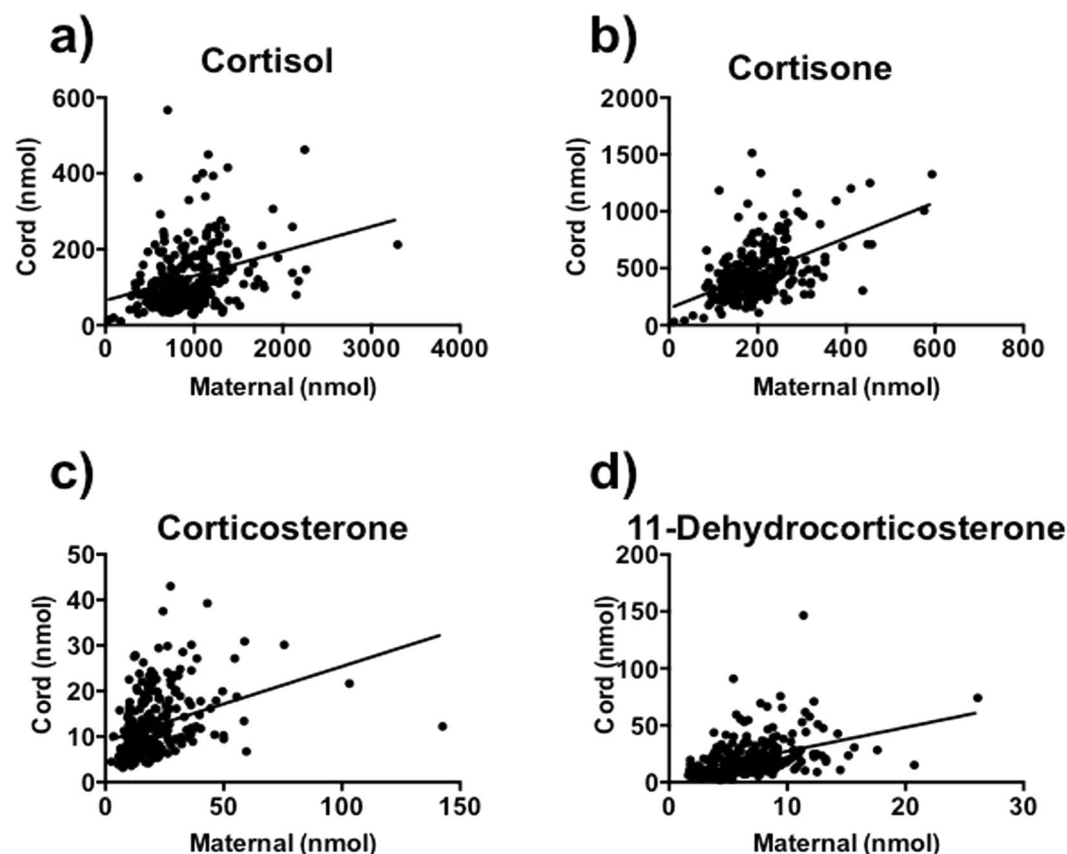 a)
Cortisol
600
400
200
0
Cord (nmol)
0 1000 2000 3000 4000
Maternal (nmol)
b)
Cortisone
2000
1500
1000
500
0
Cord (nmol)
0 200 400 600 800
Maternal (nmol)
c)
Corticosterone
50
40
30
20
10
0
Cord (nmol)
0 50 100 150
Maternal (nmol)
d)
11-Dehydrocorticosterone
200
150
100
50
0
Cord (nmol)
0 10 20 30
Maternal (nmol)